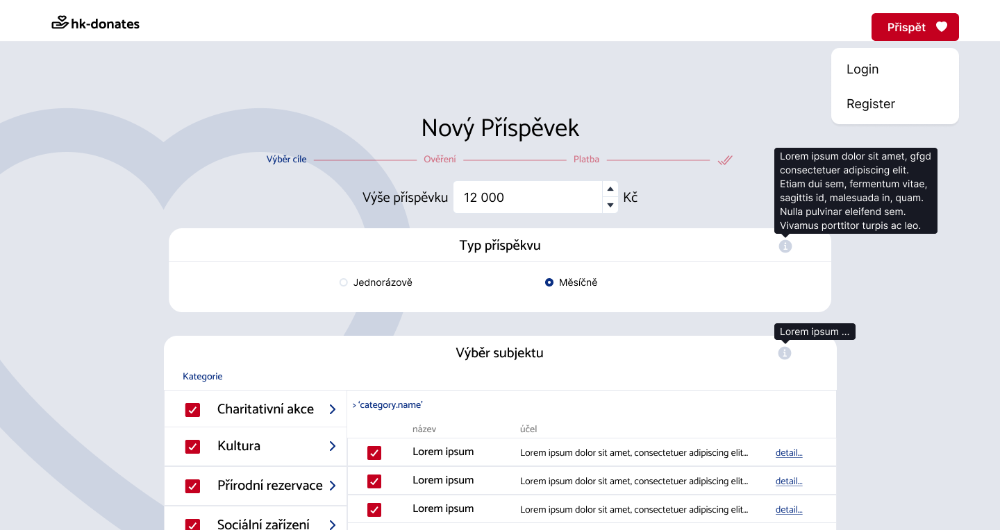 hk-donates
Přispět
Login
Register
Nový Příspěvek
Výběr cíle
Ověření
Platba
Výše příspěvku
12 000
Kč
Lorem ipsum dolor sit amet, gfgd
consectetuer adipiscing elit.
Etiam dui sem, fermentum vitae,
sagittis id, malesuada in, quam.
Nulla pulvinar eleifend sem.
Vivamus porttitor turpis ac leo.
Typ příspěkvu
Jednorázově
Měsíčně
Lorem ipsum ...
Výběr subjektu
Kategorie
Charitativní akce
Kultura
Přírodní rezervace
Sociální zařízení
> ‘category.name’
název účel
Lorem ipsum Lorem ipsum dolor sit amet, consectetuer adipiscing elit... detail...
Lorem ipsum Lorem ipsum dolor sit amet, consectetuer adipiscing elit... detail...
Lorem ipsum Lorem ipsum dolor sit amet, consectetuer adipiscing elit... detail...